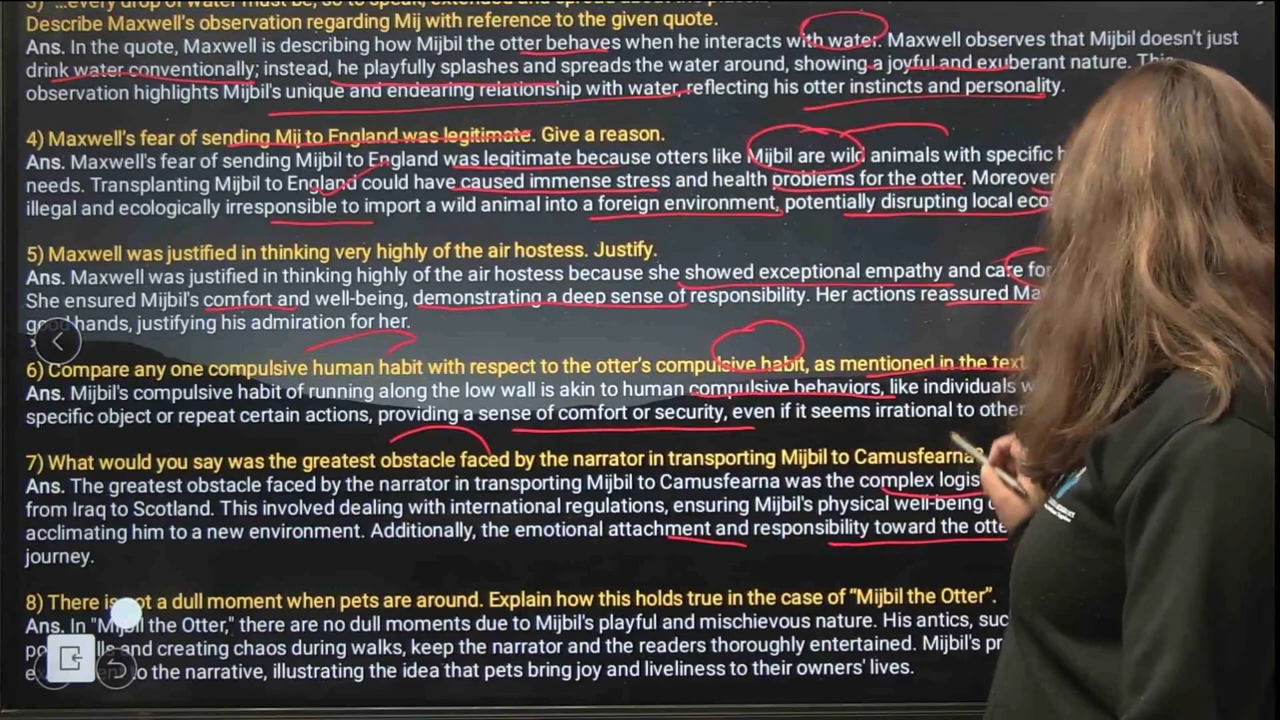 3) "...every drop of water must be, so to speak, extended and spread about the place."
Describe Maxwell's observation regarding Mij with reference to the given quote.
Ans. In the quote, Maxwell is describing how Mijbil the otter behaves when he interacts with water. Maxwell observes that Mijbil doesn't just
drink water conventionally; instead, he playfully splashes and spreads the water around, showing a joyful and exuberant nature. This
observation highlights Mijbil's unique and endearing relationship with water, reflecting his otter instincts and personality.
4) Maxwell's fear of sending Mij to England was legitimate. Give a reason.
Ans. Maxwell's fear of sending Mijbil to England was legitimate because otters like Mijbil are wild animals with specific
needs. Transplanting Mijbil to England could have caused immense stress and health problems for the otter. Moreover
illegal and ecologically irresponsible to import a wild animal into a foreign environment, potentially disrupting local
5) Maxwell was justified in thinking very highly of the air hostess. Justify.
Ans. Maxwell was justified in thinking highly of the air hostess because she showed exceptional empathy and care for
She ensured Mijbil's comfort and well-being, demonstrating a deep sense of responsibility. Her actions reassured
good hands, justifying his admiration for her.
6) Compare any one compulsive human habit with respect to the otter's compulsive habit, as mentioned in the text
Ans. Mijbil's compulsive habit of running along the low wall is akin to human compulsive behaviors, like individuals
specific object or repeat certain actions, providing a sense of comfort or security, even if it seems irrational to
7) What would you say was the greatest obstacle faced by the narrator in transporting Mijbil to Camusfearna?
Ans. The greatest obstacle faced by the narrator in transporting Mijbil to Camusfearna was the complex
from Iraq to Scotland. This involved dealing with international regulations, ensuring Mijbil's physical well-being
acclimating him to a new environment. Additionally, the emotional attachment and responsibility toward the
journey.
8) There is not a dull moment when pets are around. Explain how this holds true in the case of "Mijbil the Otter".
Ans. In "Mijbil the Otter," there are no dull moments due to Mijbil's playful and mischievous nature. His antics,
and creating chaos during walks, keep the narrator and the readers thoroughly entertained. Mijbil's
to the narrative, illustrating the idea that pets bring joy and liveliness to their owners' lives.